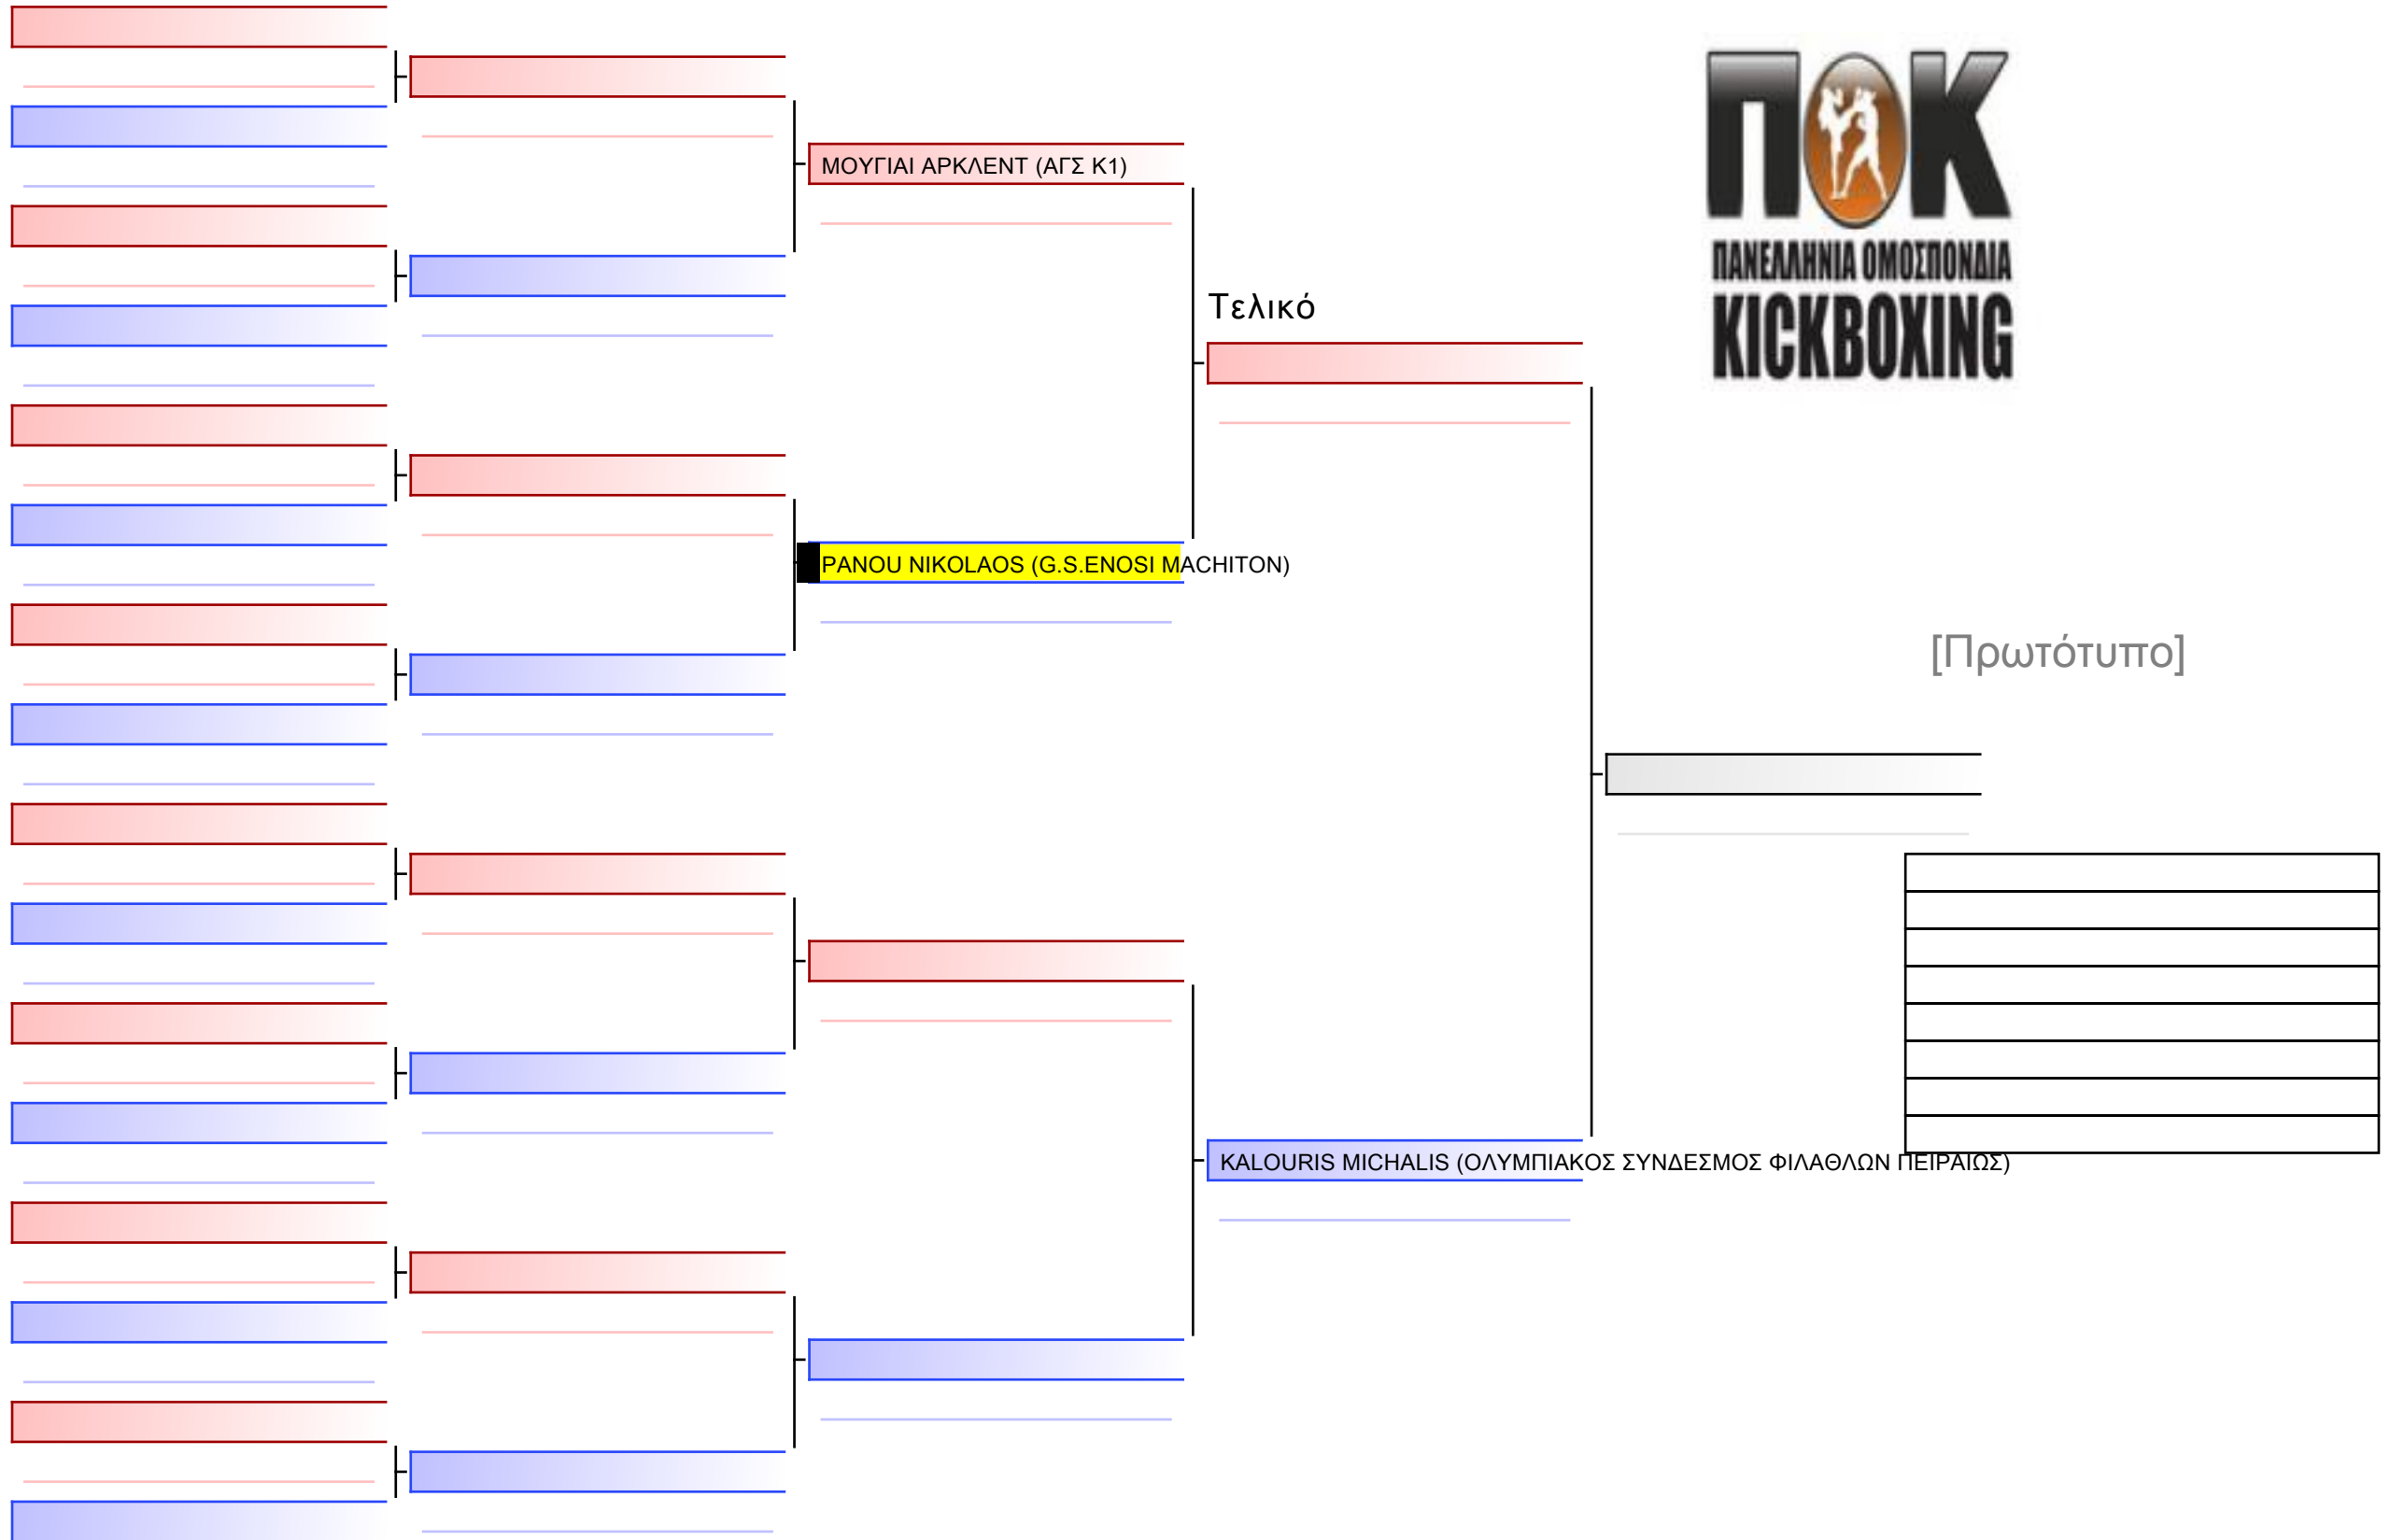 ΠΟΚ
ΠΑΝΕΛΛΗΝΙΑ ΟΜΟΣΠΟΝΔΙΑ
KICKBOXING
ΜΟΥΓΙΑΙ ΑΡΚΛΕΝΤ (ΑΓΣ Κ1)
Τελικό
PANOU NIKOLAOS (G.S.ENOSI MACHITON)
[Πρωτότυπο]
KALOURIS MICHALIS (ΟΛΥΜΠΙΑΚΟΣ ΣΥΝΔΕΣΜΟΣ ΦΙΛΑΘΛΩΝ ΠΕΙΡΑΙΩΣ)